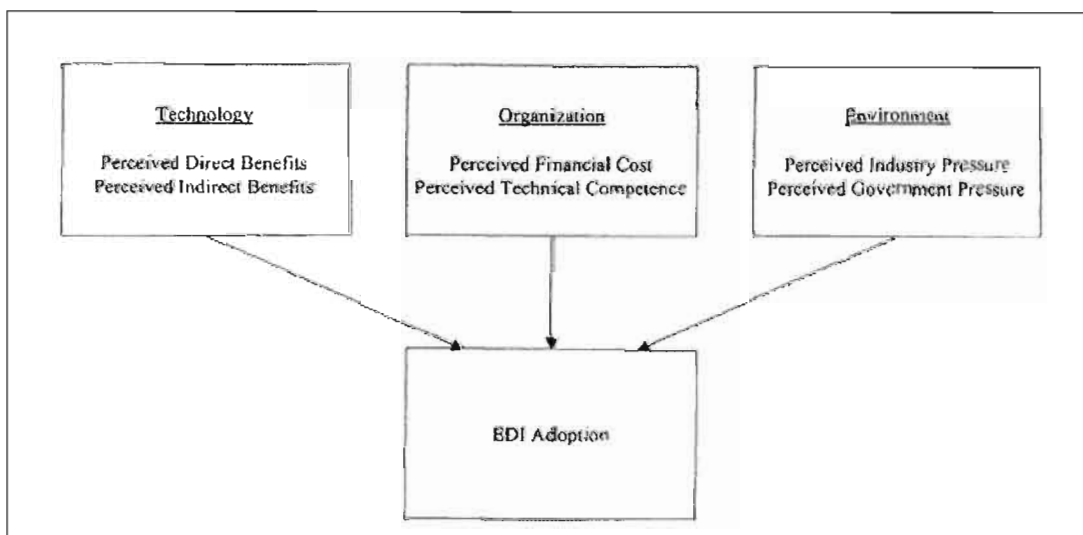 Technology
Perceived Direct Benefits
Perceived Indirect Benefits
Organization
Perceived Financial Cost
Perceived Technical Competence
Environment
Perceived Industry Pressure
Perceived Government Pressure
EDI Adoption